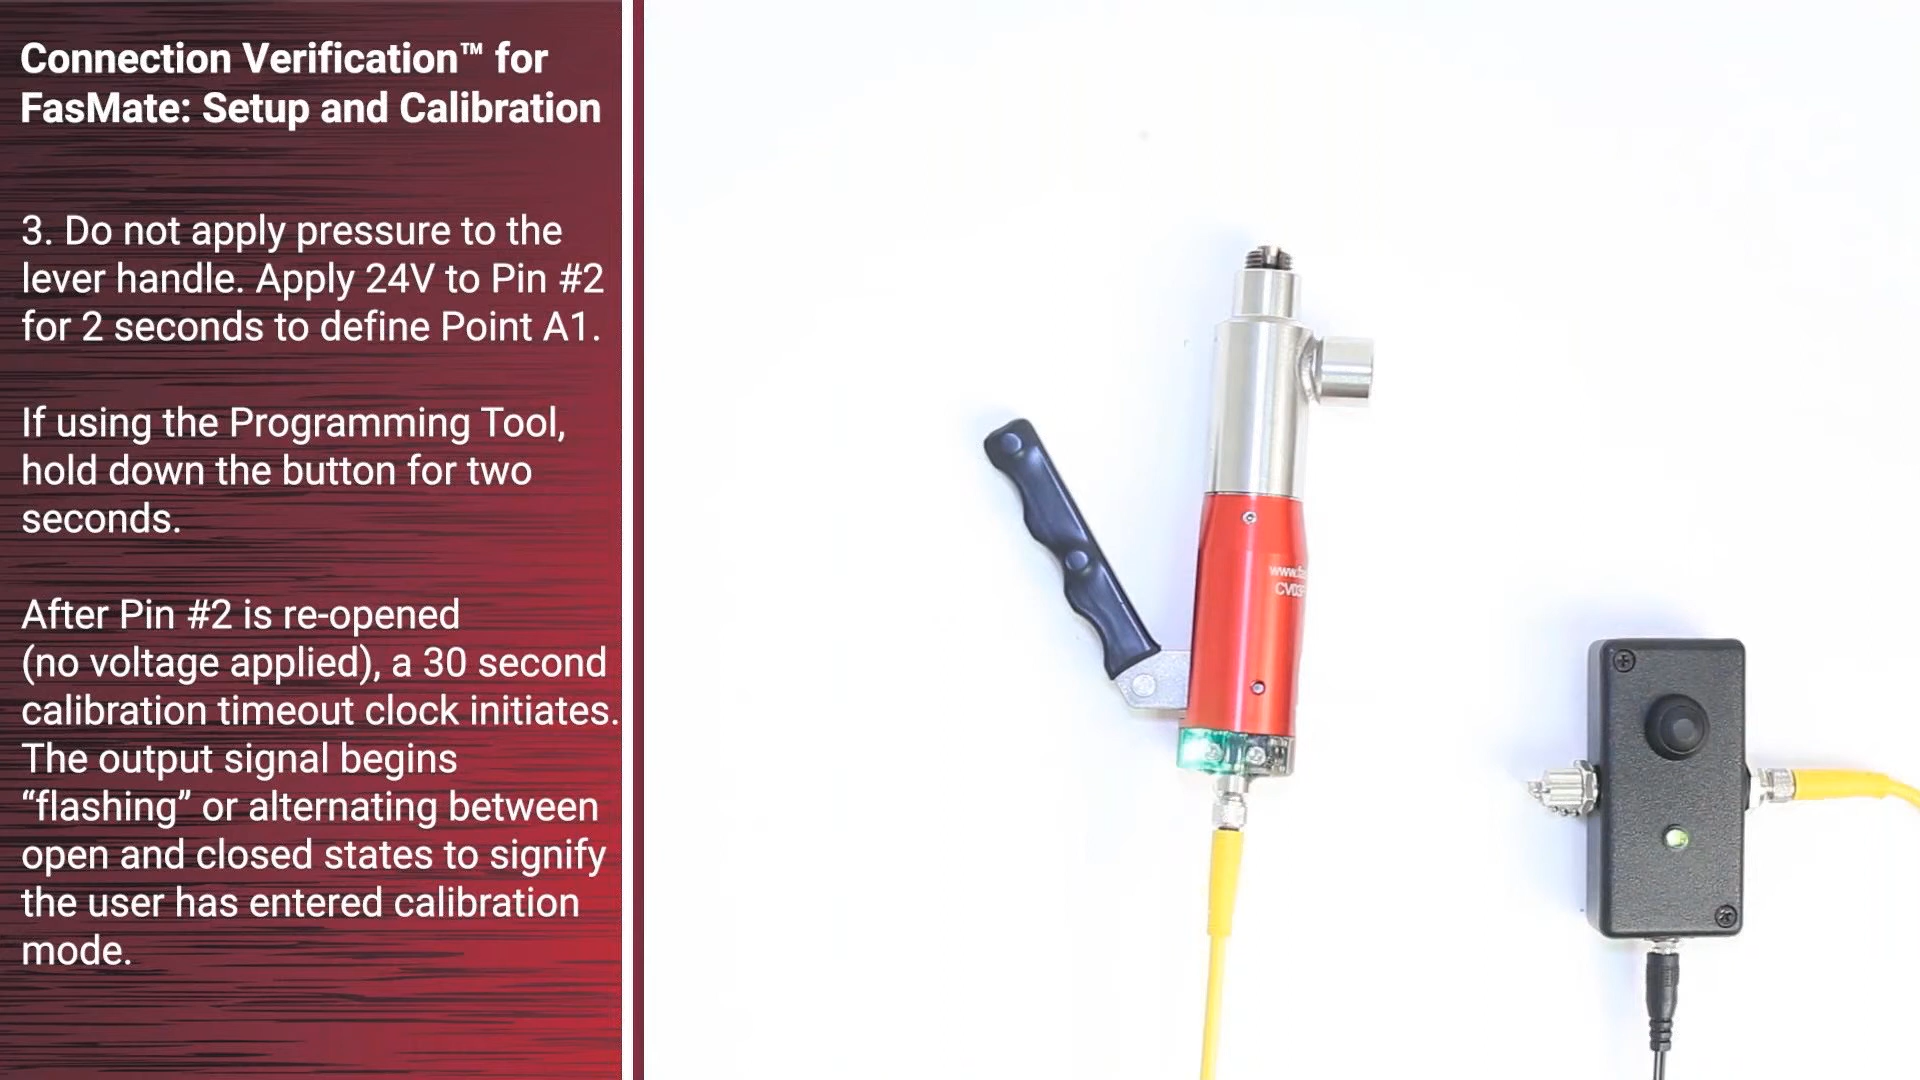 Connection Verification™ for
FasMate: Setup and Calibration
3. Do not apply pressure to the
lever handle. Apply 24V to Pin #2
for 2 seconds to define Point A1.
If using the Programming Tool,
hold down the button for two
seconds.
After Pin #2 is re-opened
(no voltage applied), a 30 second
calibration timeout clock initiates.
The output signal begins
“flashing” or alternating between
open and closed states to signify
the user has entered calibration
mode.